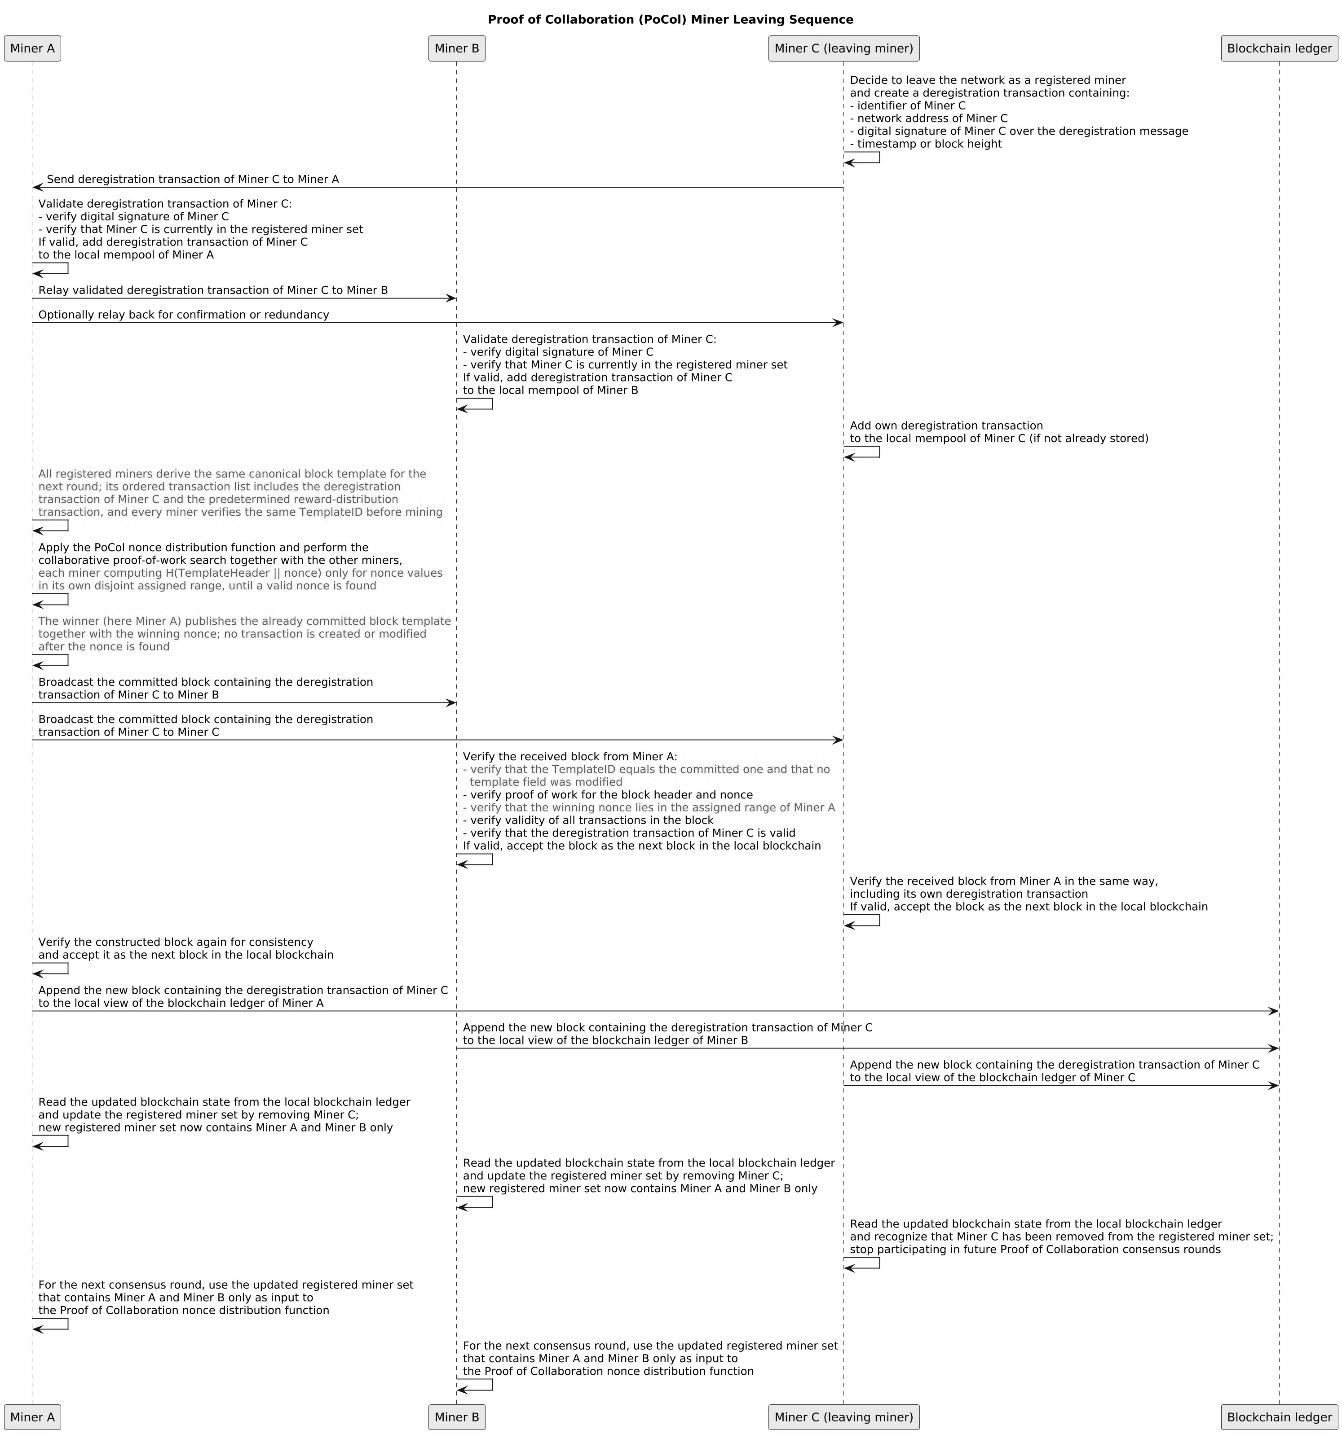 Proof of Collaboration (PoCol) Miner Leaving Sequence
Miner A
Miner B
Miner C (leaving miner)
Blockchain ledger
Decide to leave the network as a registered miner
and create a deregistration transaction containing:
- identifier of Miner C
- network address of Miner C
- digital signature of Miner C over the deregistration message
- timestamp or block height
Send deregistration transaction of Miner C to Miner A
Validate deregistration transaction of Miner C:
- verify digital signature of Miner C
- verify that Miner C is currently in the registered miner set
If valid, add deregistration transaction of Miner C
to the local mempool of Miner A
Relay validated deregistration transaction of Miner C to Miner B
Optionally relay back for confirmation or redundancy
Validate deregistration transaction of Miner C:
- verify digital signature of Miner C
- verify that Miner C is currently in the registered miner set
If valid, add deregistration transaction of Miner C
to the local mempool of Miner B
Add own deregistration transaction
to the local mempool of Miner C (if not already stored)
All registered miners derive the same canonical block template for the
next round; its ordered transaction list includes the deregistration
transaction of Miner C and the predetermined reward-distribution
transaction, and every miner verifies the same TemplateID before mining
Apply the PoCol nonce distribution function and perform the
collaborative proof-of-work search together with the other miners,
each miner computing H(TemplateHeader || nonce) only for nonce values
in its own disjoint assigned range, until a valid nonce is found
The winner (here Miner A) publishes the already committed block template
together with the winning nonce; no transaction is created or modified
after the nonce is found
Broadcast the committed block containing the deregistration
transaction of Miner C to Miner B
Broadcast the committed block containing the deregistration
transaction of Miner C to Miner C
Verify the received block from Miner A:
- verify that the TemplateID equals the committed one and that no
template field was modified
- verify proof of work for the block header and nonce
- verify that the winning nonce lies in the assigned range of Miner A
- verify validity of all transactions in the block
- verify that the deregistration transaction of Miner C is valid
If valid, accept the block as the next block in the local blockchain
Verify the received block from Miner A in the same way,
including its own deregistration transaction
If valid, accept the block as the next block in the local blockchain
Verify the constructed block again for consistency
and accept it as the next block in the local blockchain
Append the new block containing the deregistration transaction of Miner C
to the local view of the blockchain ledger of Miner A
Append the new block containing the deregistration transaction of Miner C
to the local view of the blockchain ledger of Miner B
Append the new block containing the deregistration transaction of Miner C
to the local view of the blockchain ledger of Miner C
Read the updated blockchain state from the local blockchain ledger
and update the registered miner set by removing Miner C;
new registered miner set now contains Miner A and Miner B only
Read the updated blockchain state from the local blockchain ledger
and update the registered miner set by removing Miner C;
new registered miner set now contains Miner A and Miner B only
Read the updated blockchain state from the local blockchain ledger
and recognize that Miner C has been removed from the registered miner set;
stop participating in future Proof of Collaboration consensus rounds
For the next consensus round, use the updated registered miner set
that contains Miner A and Miner B only as input to
the Proof of Collaboration nonce distribution function
For the next consensus round, use the updated registered miner set
that contains Miner A and Miner B only as input to
the Proof of Collaboration nonce distribution function
Miner A
Miner B
Miner C (leaving miner)
Blockchain ledger